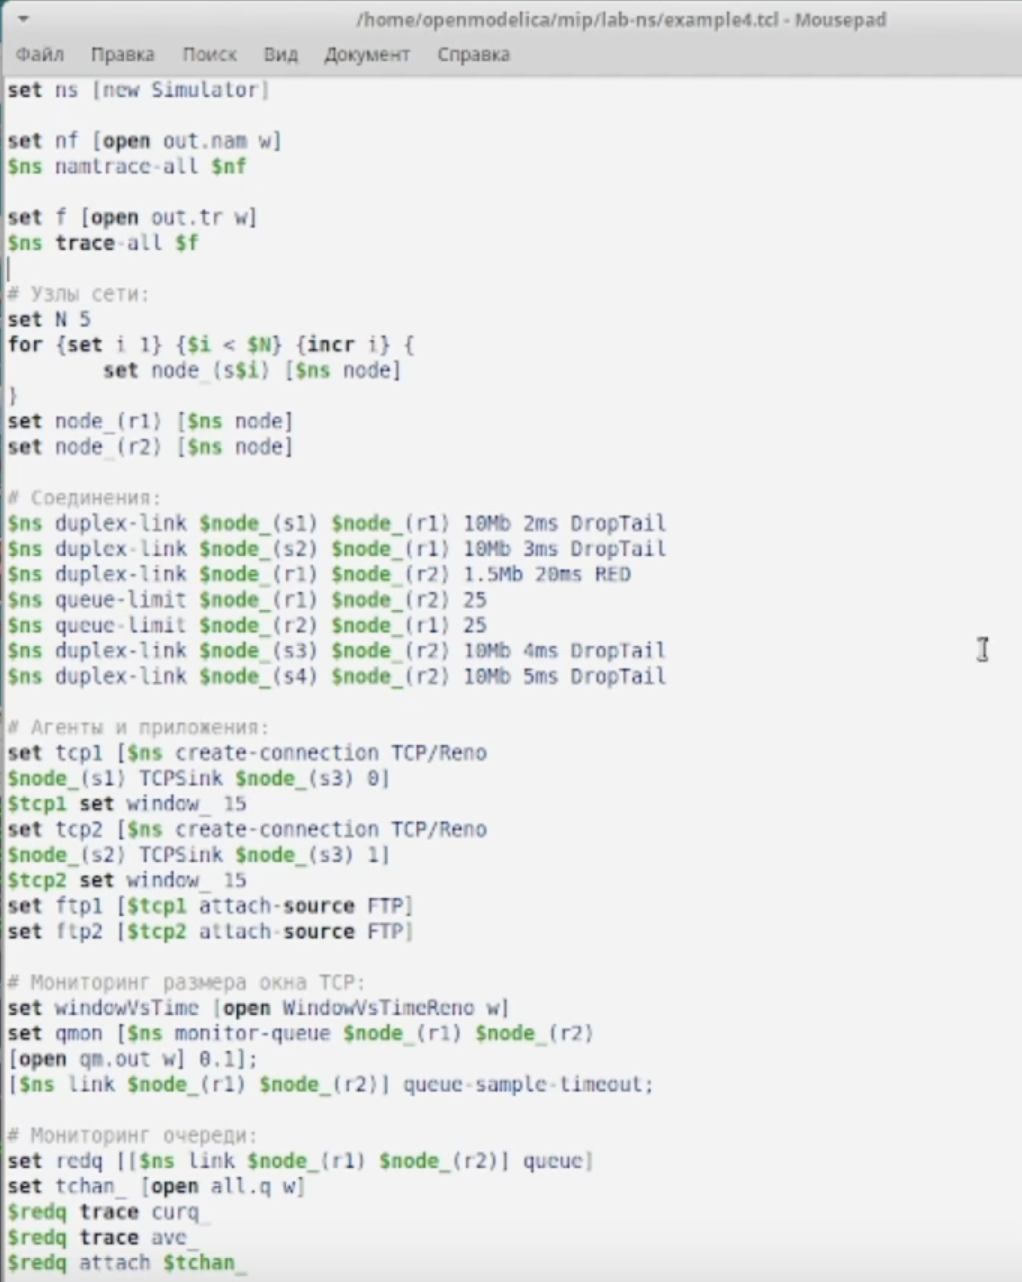 /home/openmodelica/mip/lab-ns/example4.tcl - Mousepad
Файл Правка Поиск Вид Документ Справка
set ns [new Simulator]
set nf [open out.nam w]
$ns namtrace-all $nf
set f [open out.tr w]
$ns trace-all $f
# Узлы сети:
set N 5
for {set i 1} {$i < $N} {incr i} {
set node_(s$i) [$ns node]
}
set node_(r1) [$ns node]
set node_(r2) [$ns node]
# Соединения:
$ns duplex-link $node_(s1) $node_(r1) 10Mb 2ms DropTail
$ns duplex-link $node_(s2) $node_(r1) 10Mb 3ms DropTail
$ns duplex-link $node_(r1) $node_(r2) 1.5Mb 20ms RED
$ns queue-limit $node_(r1) $node_(r2) 25
$ns queue-limit $node_(r2) $node_(r1) 25
$ns duplex-link $node_(s3) $node_(r2) 10Mb 4ms DropTail
$ns duplex-link $node_(s4) $node_(r2) 10Mb 5ms DropTail
# Агенты и приложения:
set tcp1 [$ns create-connection TCP/Reno
$node_(s1) TCPSink $node_(s3) 0]
$tcp1 set window_ 15
set tcp2 [$ns create-connection TCP/Reno
$node_(s2) TCPSink $node_(s3) 1]
$tcp2 set window_ 15
set ftp1 [$tcp1 attach-source FTP]
set ftp2 [$tcp2 attach-source FTP]
# Мониторинг размера окна TCP:
set windowVsTime [open WindowVsTimeReno w]
set qmon [$ns monitor-queue $node_(r1) $node_(r2)
[open qm.out w] 0.1];
[$ns link $node_(r1) $node_(r2)] queue-sample-timeout;
# Мониторинг очереди:
set redq [[$ns link $node_(r1) $node_(r2)] queue]
set tchan_ [open all.q w]
$redq trace curq_
$redq trace ave_
$redq attach $tchan_